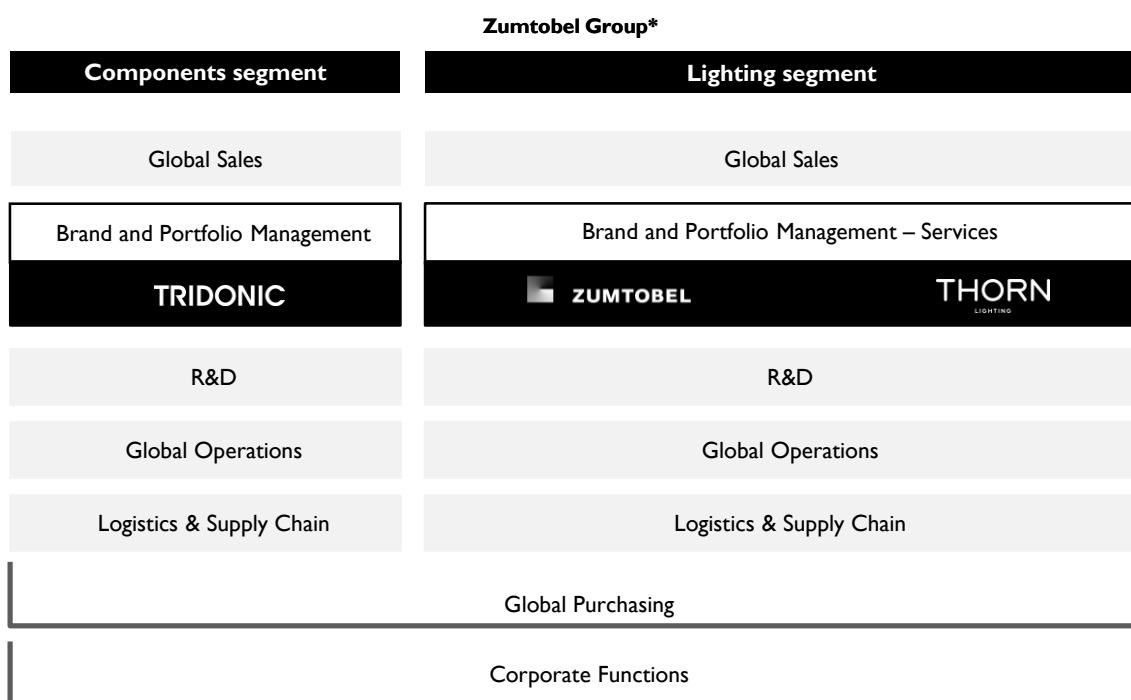 Zumtobel Group*
Components segment
Lighting segment
Global Sales
Global Sales
Brand and Portfolio Management
Brand and Portfolio Management – Services
TRIDONIC
ZUMTOBEL
THORN
LIGHTING
R&D
R&D
Global Operations
Global Operations
Logistics & Supply Chain
Logistics & Supply Chain
Global Purchasing
Corporate Functions